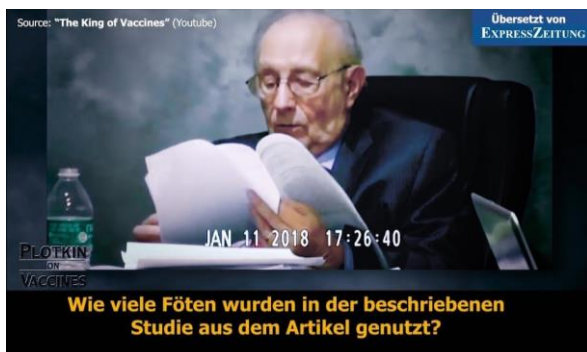 Source: "The King of Vaccines" (Youtube)
Übersetzt von
EXPRESSZEITUNG
JAN 11 2018 17:26:40
PLOTKIN
ON
VACCINES
Wie viele Föten wurden in der beschriebenen
Studie aus dem Artikel genutzt?